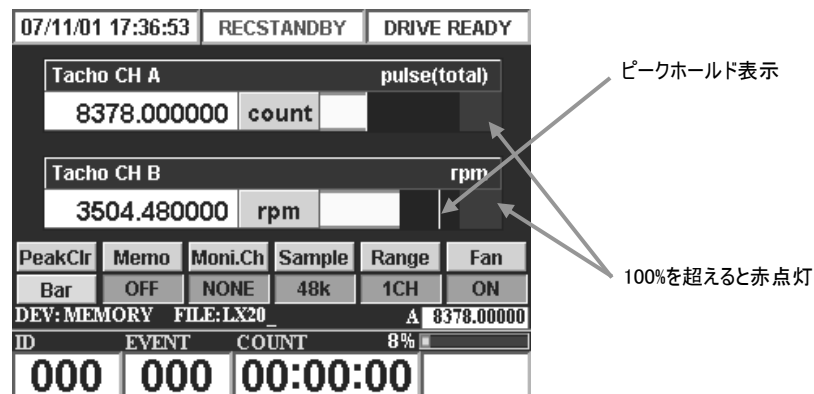 07/11/01 17:36:53 RECSTANDBY DRIVE READY
Tacho CH A pulse(total)
8378.000000 count
Tacho CH B rpm
3504.480000 rpm
PeakClr Memo Moni.Ch Sample Range Fan
Bar OFF NONE 48k 1CH ON
DEV: MEMORY FILE:LX20_ A 8378.00000
ID EVENT COUNT 8%
000 000 00:00:00
ピークホールド表示
100%を超えると赤点灯